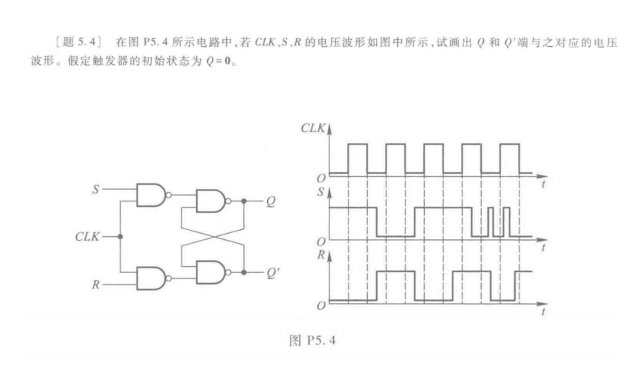 [题 5.4] 在图 P5.4 所示电路中,若 CLK、S、R 的电压波形如图中所示,试画出 Q 和 Q′端与之对应的电压
波形。假定触发器的初始状态为 Q=0。
CLK
O
t
S
O
t
R
O
t
S
CLK
R
Q
Q′
图 P5.4